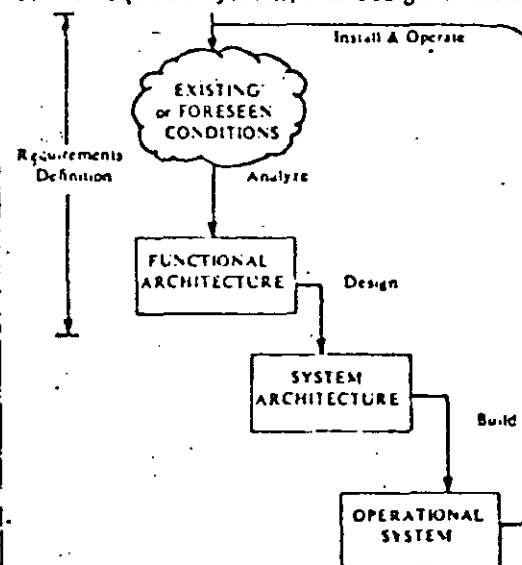 Install & Operate
EXISTING
or FORESEEN
CONDITIONS
Requirements
Definition
Analyze
FUNCTIONAL
ARCHITECTURE
Design
SYSTEM
ARCHITECTURE
Build
OPERATIONAL
SYSTEM